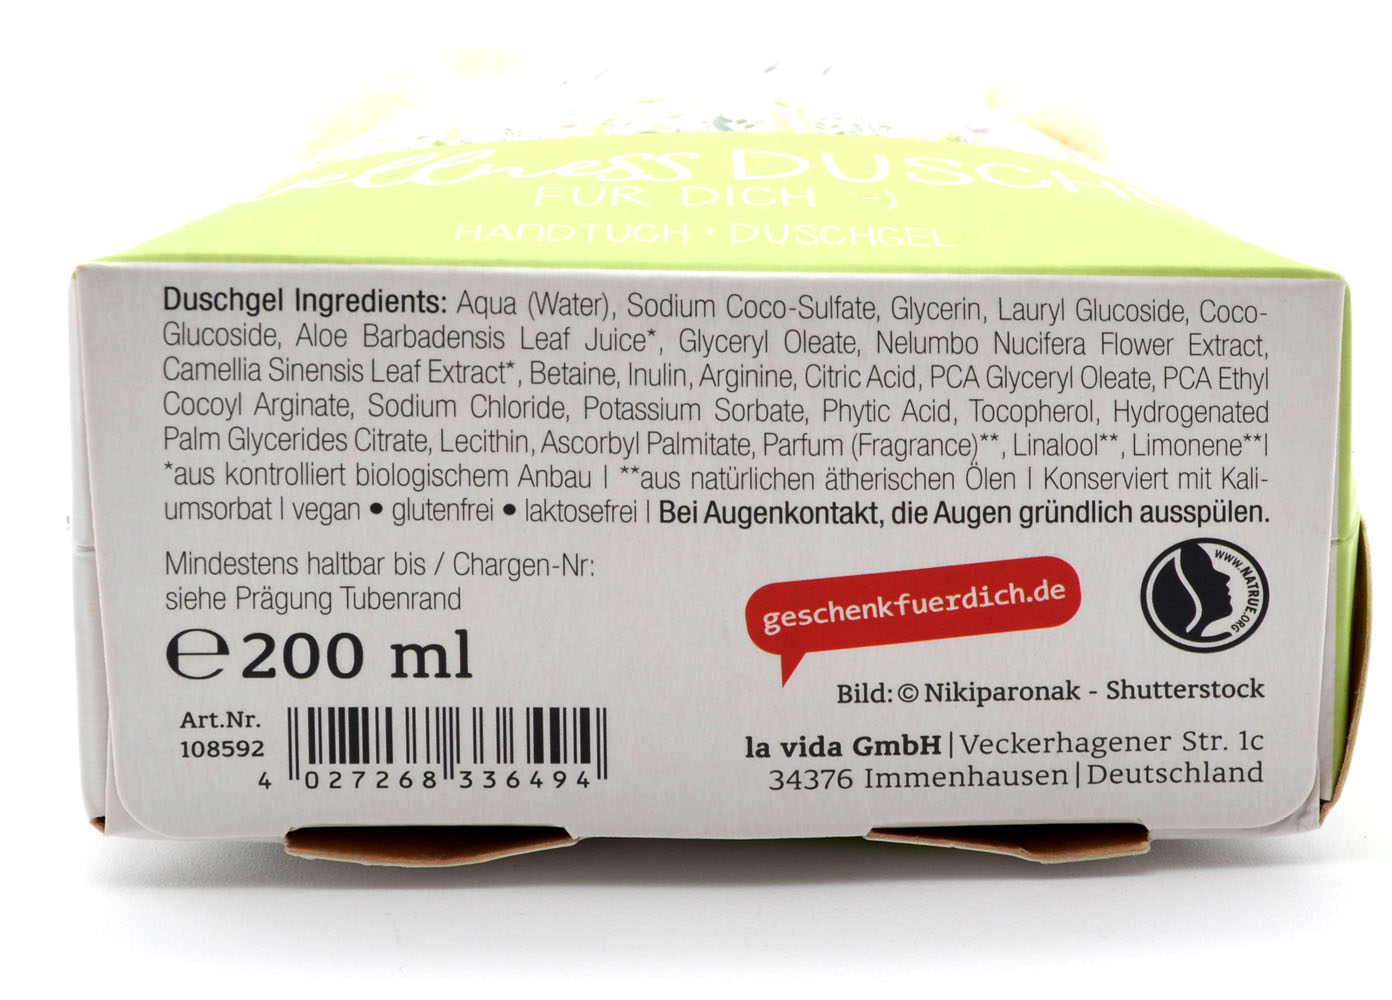 ellness DUSCH
FÜR DICH :-)
HANDTUCH + DUSCHGEL
Duschgel Ingredients: Aqua (Water), Sodium Coco-Sulfate, Glycerin, Lauryl Glucoside, Coco-
Glucoside, Aloe Barbadensis Leaf Juice*, Glyceryl Oleate, Nelumbo Nucifera Flower Extract,
Camellia Sinensis Leaf Extract*, Betaine, Inulin, Arginine, Citric Acid, PCA Glyceryl Oleate, PCA Ethyl
Cocoyl Arginate, Sodium Chloride, Potassium Sorbate, Phytic Acid, Tocopherol, Hydrogenated
Palm Glycerides Citrate, Lecithin, Ascorbyl Palmitate, Parfum (Fragrance)**, Linalool**, Limonene**|
*aus kontrolliert biologischem Anbau | **aus natürlichen ätherischen Ölen | Konserviert mit Kali-
umsorbat | vegan • glutenfrei • laktosefrei | Bei Augenkontakt, die Augen gründlich ausspülen.
Mindestens haltbar bis / Chargen-Nr:
siehe Prägung Tubenrand
℮200 ml
geschenkfuerdich.de
WWW.NATRUE.ORG
Bild: © Nikiparonak - Shutterstock
Art.Nr.
108592
4 027268 336494
la vida GmbH | Veckerhagener Str. 1c
34376 Immenhausen | Deutschland